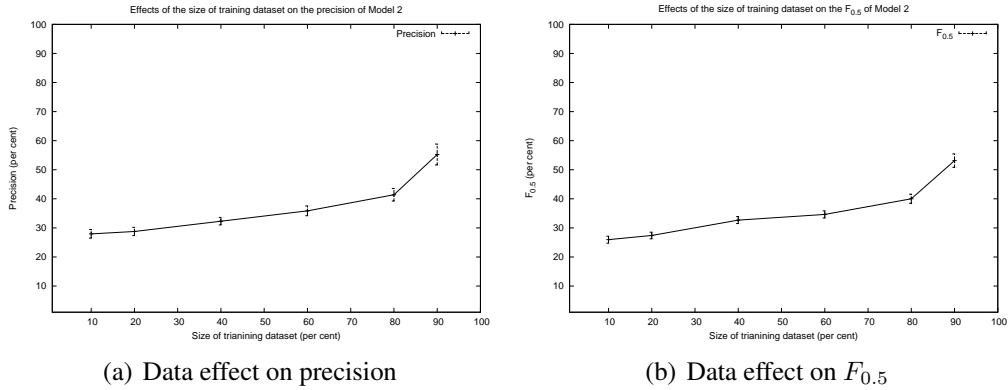 Effects of the size of training dataset on the precision of Model 2
Precision
100
90
80
70
60
50
40
30
20
10
Precision (per cent)
10 20 30 40 50 60 70 80 90 100
Size of trianining dataset (per cent)
(a) Data effect on precision
Effects of the size of training dataset on the F0.5 of Model 2
F0.5
100
90
80
70
60
50
40
30
20
10
F0.5 (per cent)
10 20 30 40 50 60 70 80 90 100
Size of trianining dataset (per cent)
(b) Data effect on F0.5